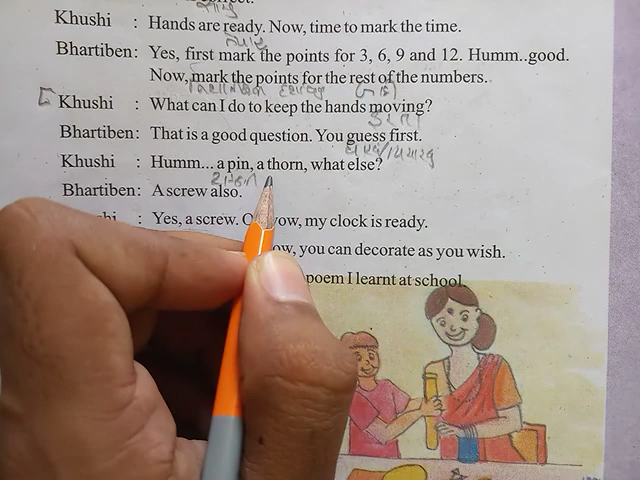 Khushi : Hands are ready. Now, time to mark the time.
Bhartiben : Yes, first mark the points for 3, 6, 9 and 12. Humm..good.
Now, mark the points for the rest of the numbers.
Khushi : What can I do to keep the hands moving?
Bhartiben : That is a good question. You guess first.
Khushi : Humm... a pin, a thorn, what else?
Bhartiben : A screw also.
hi : Yes, a screw. O wow, my clock is ready.
ow, you can decorate as you wish.
poem I learnt at school